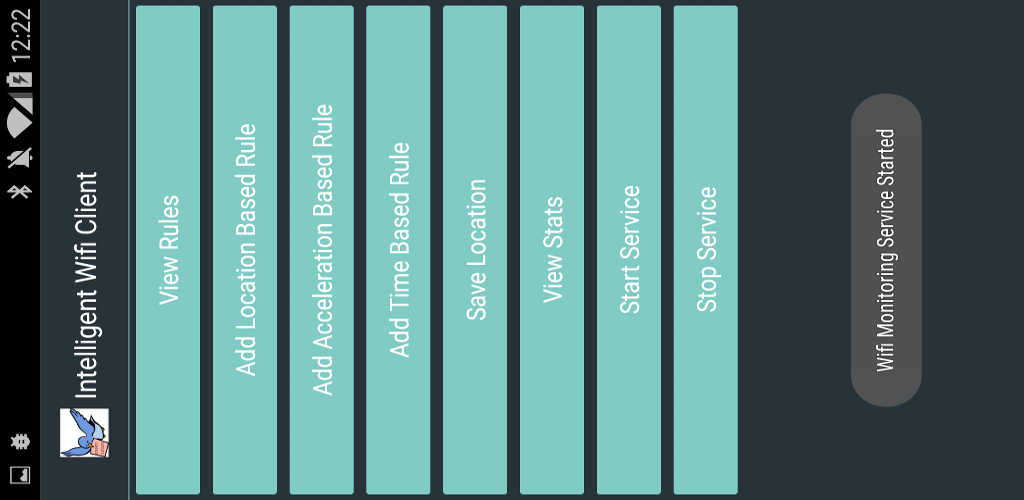 12:22
Intelligent Wifi Client
View Rules
Add Location Based Rule
Add Acceleration Based Rule
Add Time Based Rule
Save Location
View Stats
Start Service
Stop Service
Wifi Monitoring Service Started